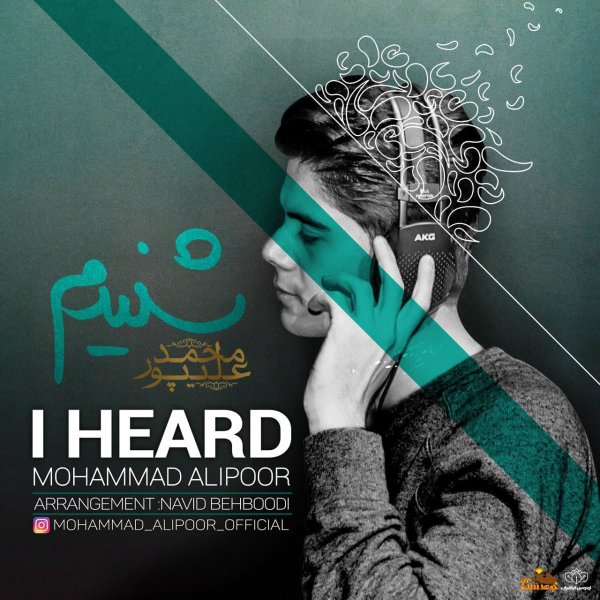 AKG
شنیدم
محمد
علیپور
I HEARD
MOHAMMAD ALIPOOR
ARRANGEMENT :NAVID BEHBOODI
MOHAMMAD_ALIPOOR_OFFICIAL